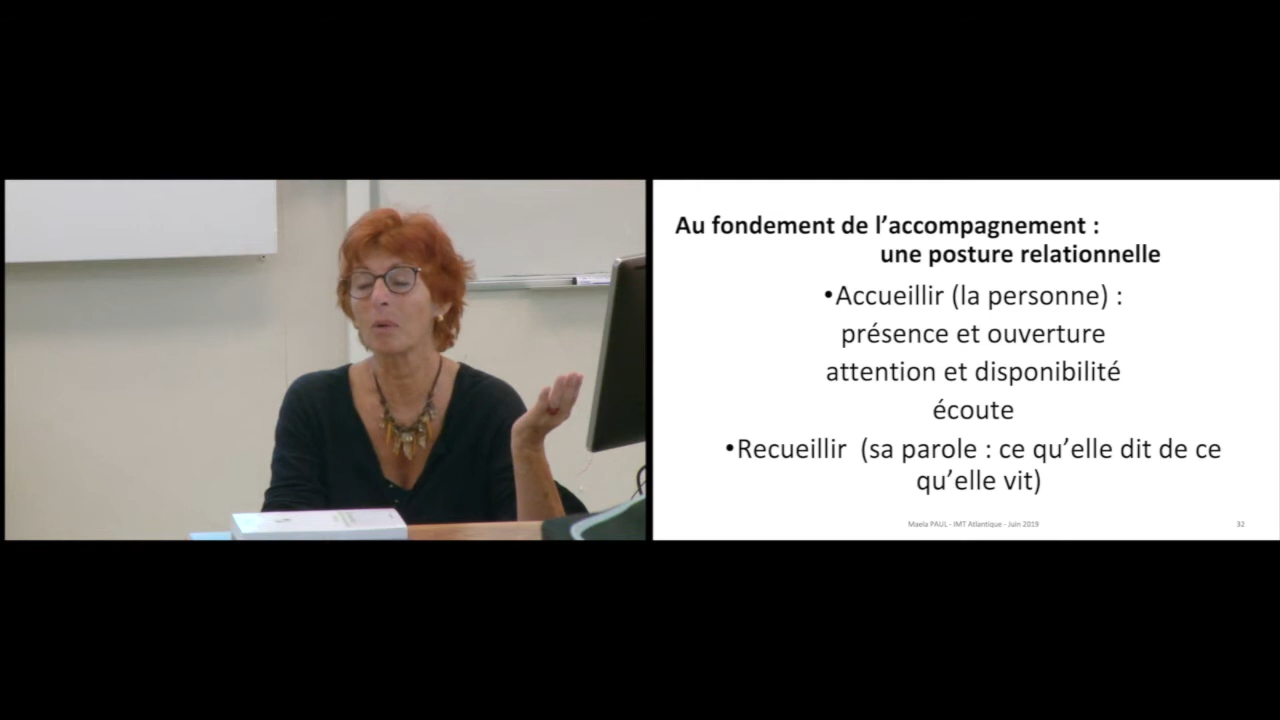 Au fondement de l’accompagnement :
une posture relationnelle
•Accueillir (la personne) :
présence et ouverture
attention et disponibilité
écoute
•Recueillir (sa parole : ce qu’elle dit de ce
qu’elle vit)
Maela PAUL - IMT Atlantique - Juin 2019
32